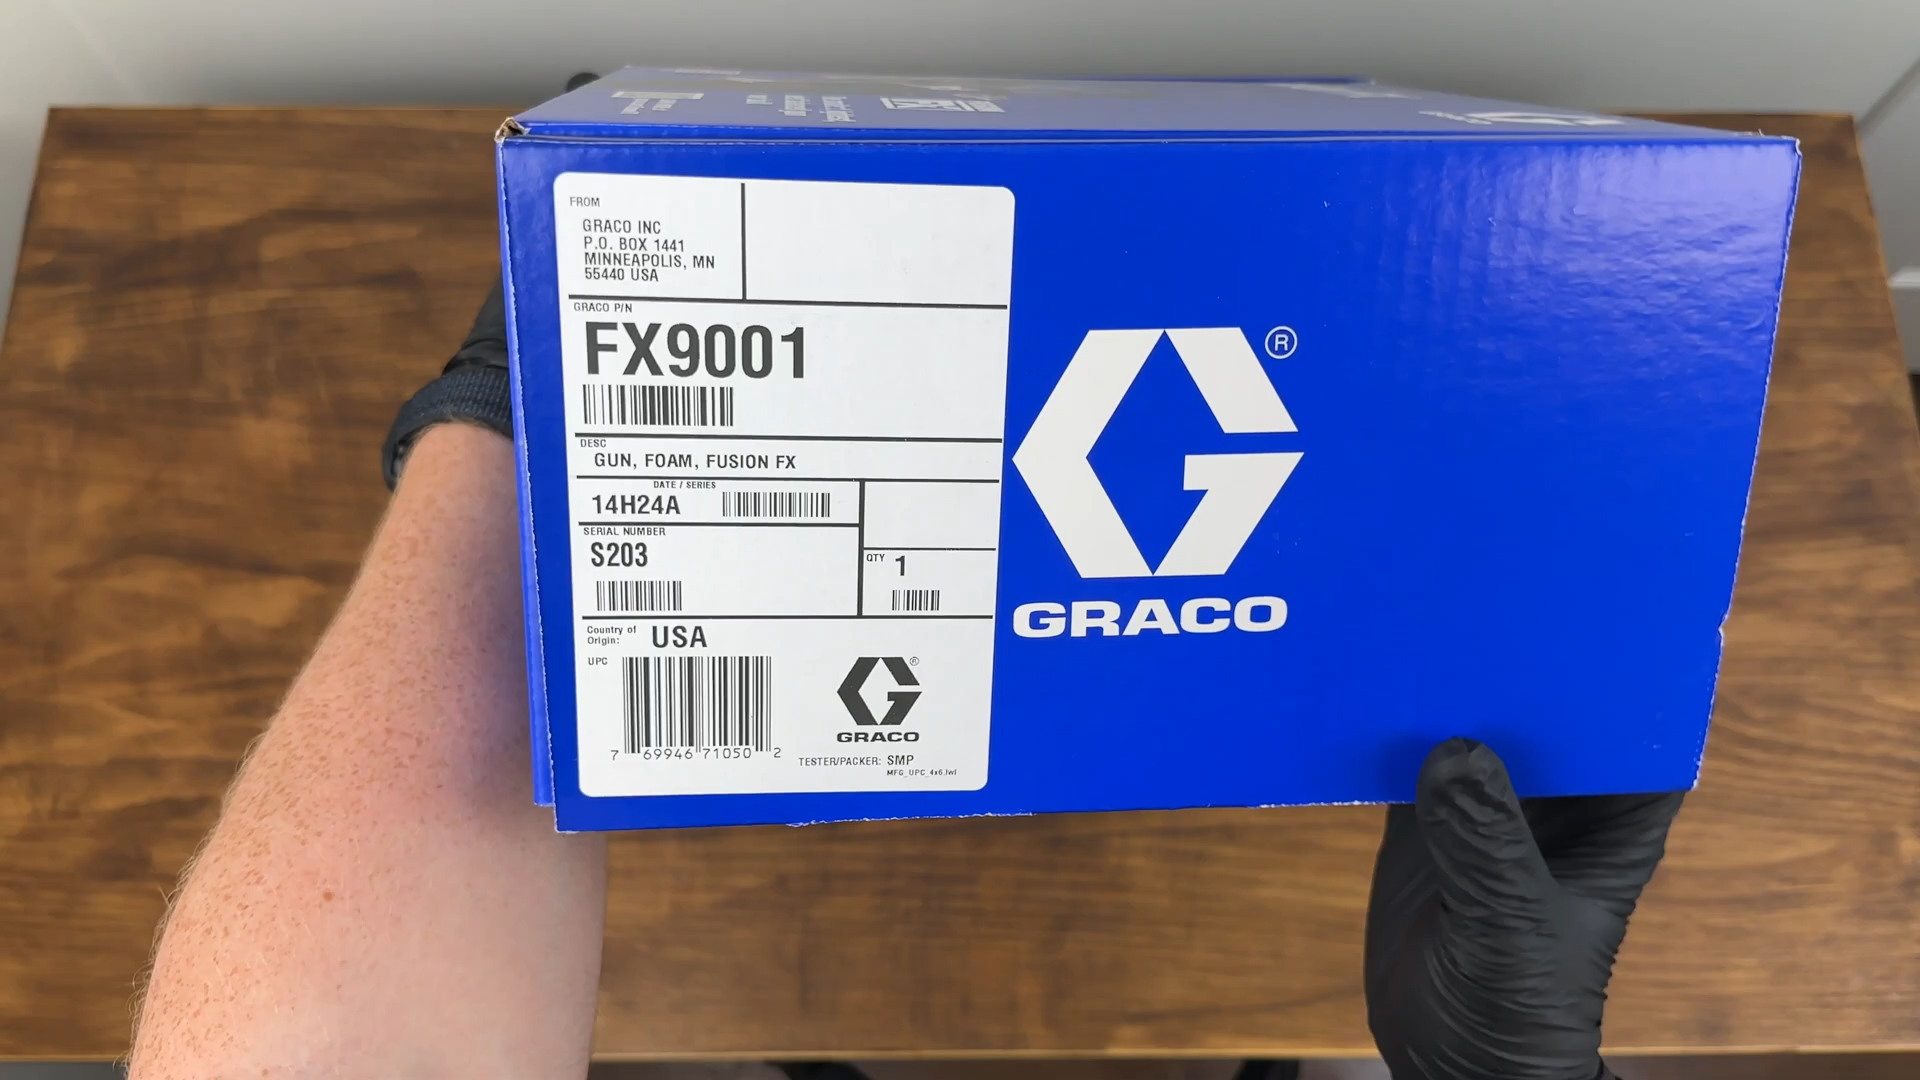 FROM
GRACO INC
P.O. BOX 1441
MINNEAPOLIS, MN
55440 USA
GRACO P/N
FX9001
DESC
GUN, FOAM, FUSION FX
DATE / SERIES
14H24A
SERIAL NUMBER
S203
QTY 1
Country of
Origin: USA
UPC
7 69946 71050 2
GRACO
TESTER/PACKER: SMP
MFG_UPC_4x6.lwl
GRACO